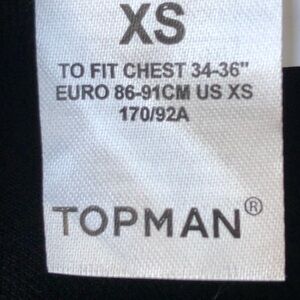 XS
TO FIT CHEST 34-36"
EURO 86-91CM US XS
170/92A
TOPMAN®